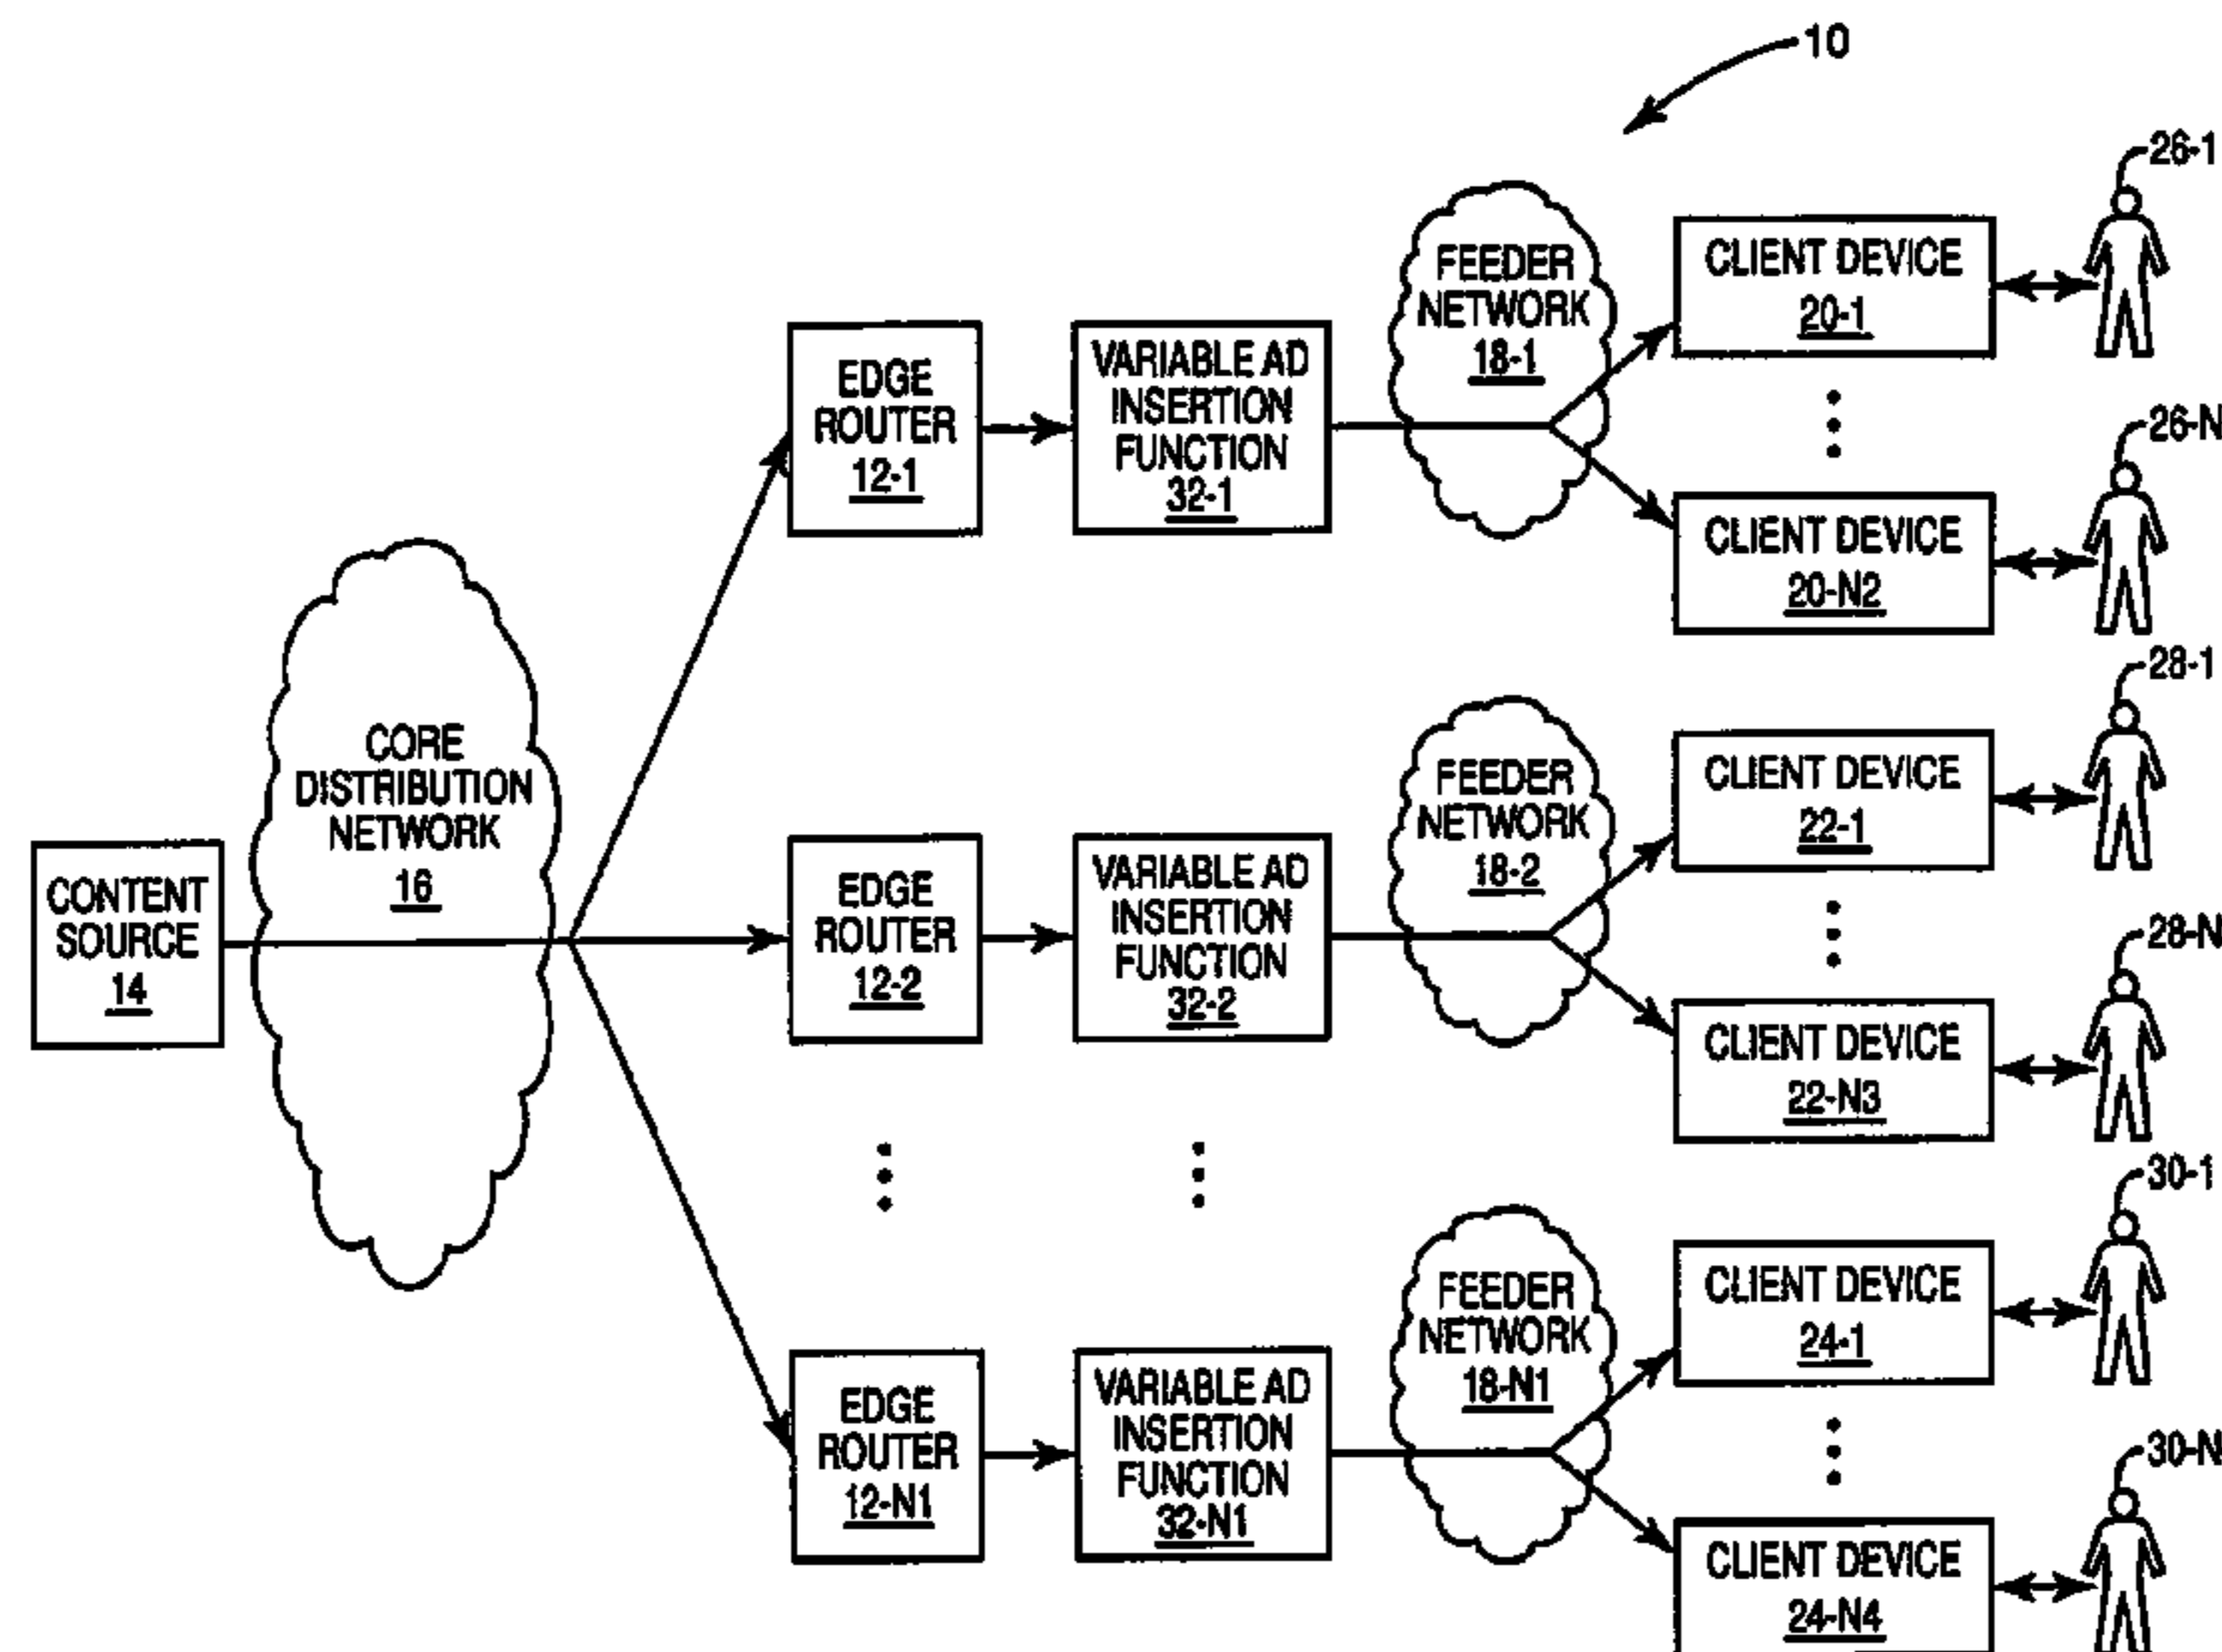 10
26-1
FEEDER
NETWORK
18-1
CLIENT DEVICE
20-1
EDGE
ROUTER
12-1
VARIABLE AD
INSERTION
FUNCTION
32-1
26-N
CLIENT DEVICE
20-N2
28-1
CORE
DISTRIBUTION
NETWORK
16
FEEDER
NETWORK
18-2
CLIENT DEVICE
22-1
CONTENT
SOURCE
14
EDGE
ROUTER
12-2
VARIABLE AD
INSERTION
FUNCTION
32-2
28-N
CLIENT DEVICE
22-N3
30-1
FEEDER
NETWORK
18-N1
CLIENT DEVICE
24-1
EDGE
ROUTER
12-N1
VARIABLE AD
INSERTION
FUNCTION
32-N1
30-N
CLIENT DEVICE
24-N4